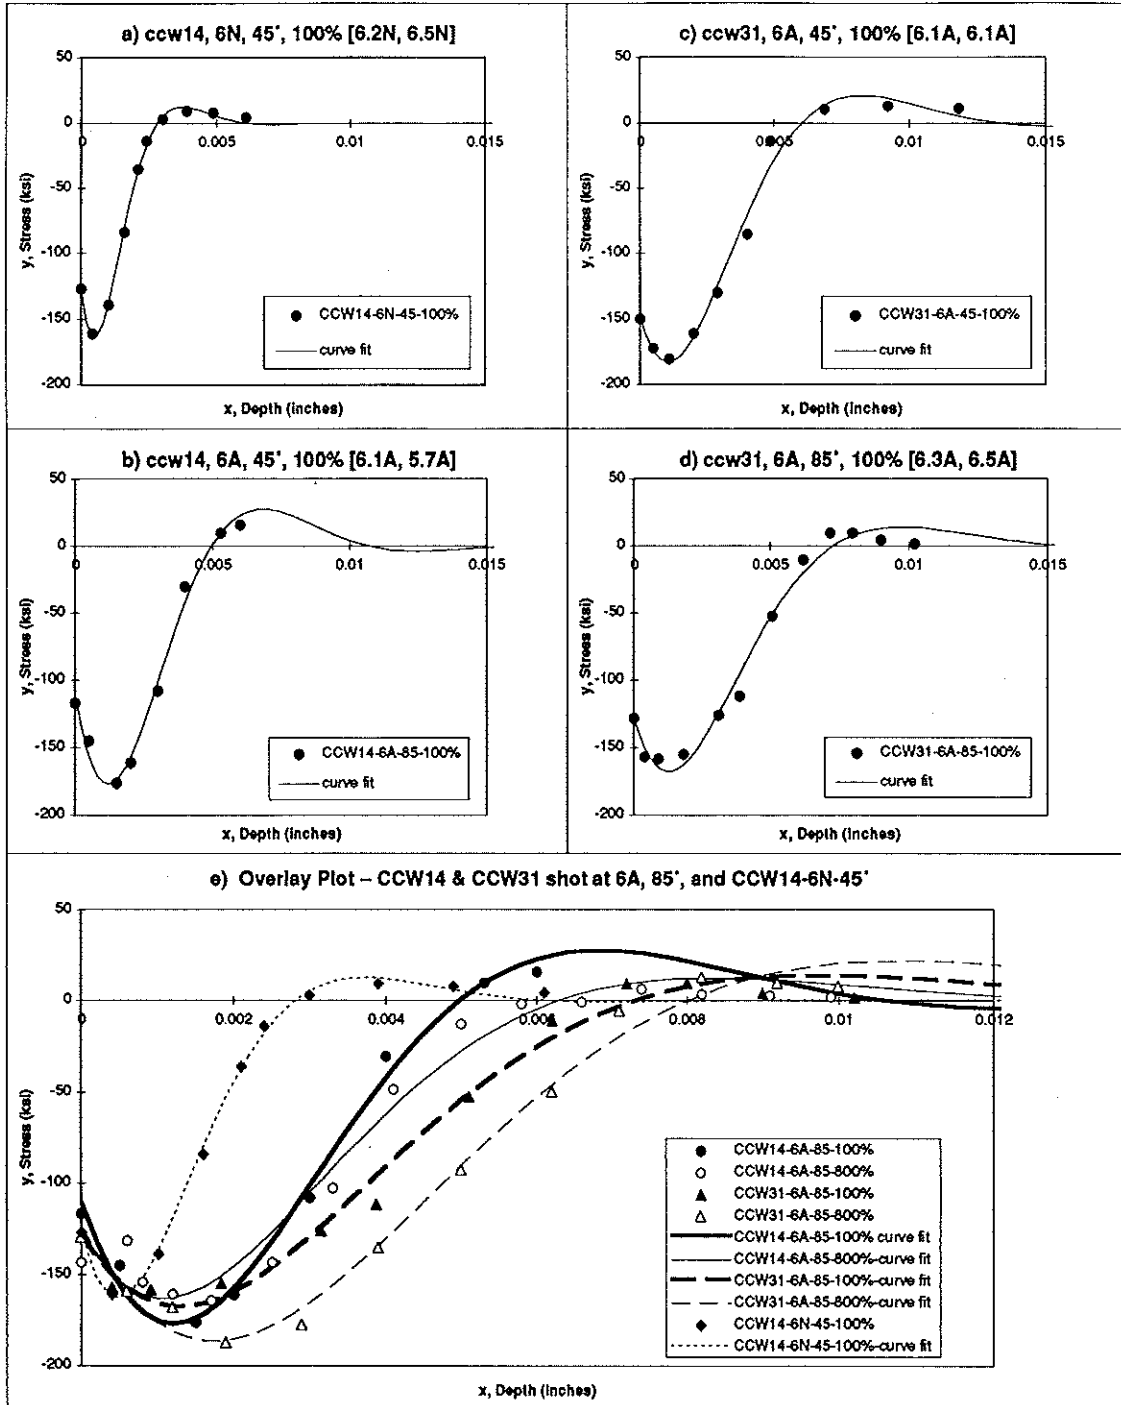 a) ccw14, 6N, 45°, 100% [6.2N, 6.5N]
50
0
-50
-100
-150
-200
0
0.005
0.01
0.015
y, Stress (ksi)
CCW14-6N-45-100%
curve fit
x, Depth (inches)
c) ccw31, 6A, 45°, 100% [6.1A, 6.1A]
50
0
-50
-100
-150
-200
0
0.005
0.01
0.015
y, Stress (ksi)
CCW31-6A-45-100%
curve fit
x, Depth (inches)
b) ccw14, 6A, 45°, 100% [6.1A, 5.7A]
50
0
-50
-100
-150
-200
0
0.005
0.01
0.015
y, Stress (ksi)
CCW14-6A-85-100%
curve fit
x, Depth (inches)
d) ccw31, 6A, 85°, 100% [6.3A, 6.5A]
50
0
-50
-100
-150
-200
0
0.005
0.01
0.015
y, Stress (ksi)
CCW31-6A-85-100%
curve fit
x, Depth (inches)
e) Overlay Plot – CCW14 & CCW31 shot at 6A, 85°, and CCW14-6N-45°
50
0
-50
-100
-150
-200
0
0.002
0.004
0.006
0.008
0.01
0.012
y, Stress (ksi)
CCW14-6A-85-100%
CCW14-6A-85-800%
CCW31-6A-85-100%
CCW31-6A-85-800%
CCW14-6A-85-100%-curve fit
CCW14-6A-85-800%-curve fit
CCW31-6A-85-100%-curve fit
CCW31-6A-85-800%-curve fit
CCW14-6N-45-100%
CCW14-6N-45-100%-curve fit
x, Depth (inches)